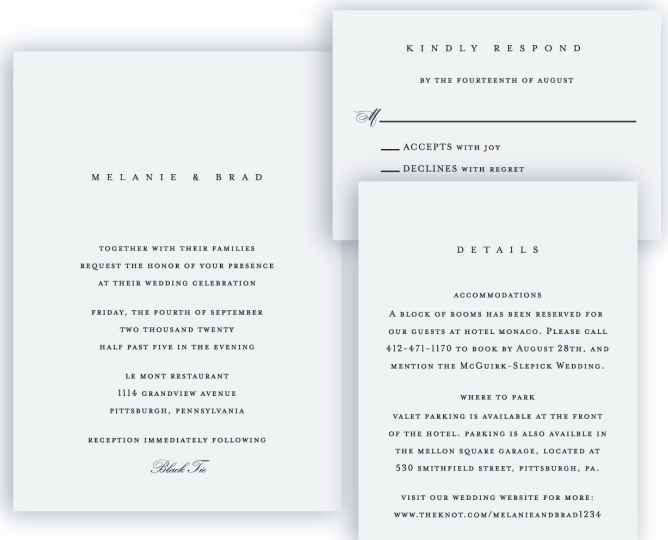 MELANIE & BRAD
TOGETHER WITH THEIR FAMILIES
REQUEST THE HONOR OF YOUR PRESENCE
AT THEIR WEDDING CELEBRATION
FRIDAY, THE FOURTH OF SEPTEMBER
TWO THOUSAND TWENTY
HALF PAST FIVE IN THE EVENING
LE MONT RESTAURANT
1114 GRANDVIEW AVENUE
PITTSBURGH, PENNSYLVANIA
RECEPTION IMMEDIATELY FOLLOWING
Black Tie
KINDLY RESPOND
BY THE FOURTEENTH OF AUGUST
M
ACCEPTS WITH JOY
DECLINES WITH REGRET
DETAILS
ACCOMMODATIONS
A BLOCK OF ROOMS HAS BEEN RESERVED FOR
OUR GUESTS AT HOTEL MONACO. PLEASE CALL
412-471-1170 TO BOOK BY AUGUST 28TH, AND
MENTION THE MCGUIRK-SLEPICK WEDDING.
WHERE TO PARK
VALET PARKING IS AVAILABLE AT THE FRONT
OF THE HOTEL. PARKING IS ALSO AVAILBLE IN
THE MELLON SQUARE GARAGE, LOCATED AT
530 SMITHFIELD STREET, PITTSBURGH, PA.
VISIT OUR WEDDING WEBSITE FOR MORE:
WWW.THEKNOT.COM/MELANIEANDBRAD1234